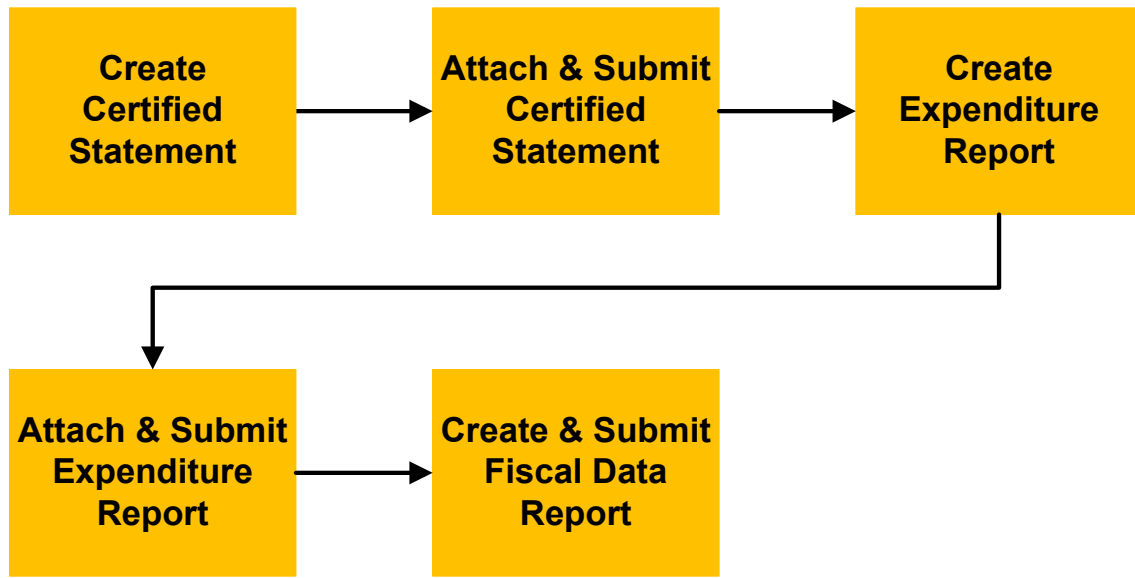 Create
Certified
Statement
Attach & Submit
Certified
Statement
Create
Expenditure
Report
Attach & Submit
Expenditure
Report
Create & Submit
Fiscal Data
Report